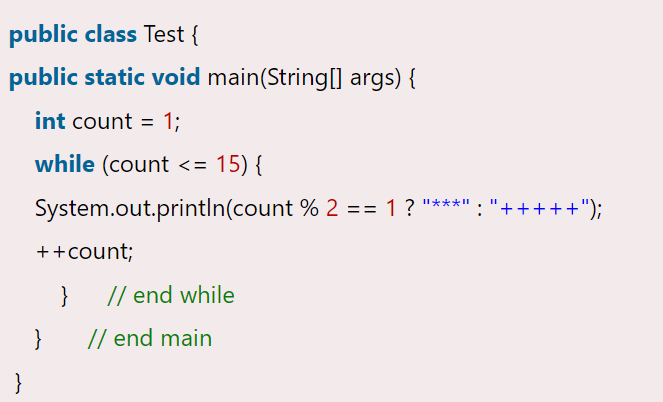 public class Test {
public static void main(String[] args) {
int count = 1;
while (count <= 15) {
System.out.println(count % 2 == 1 ? "***" : "+++++");
++count;
} // end while
} // end main
}